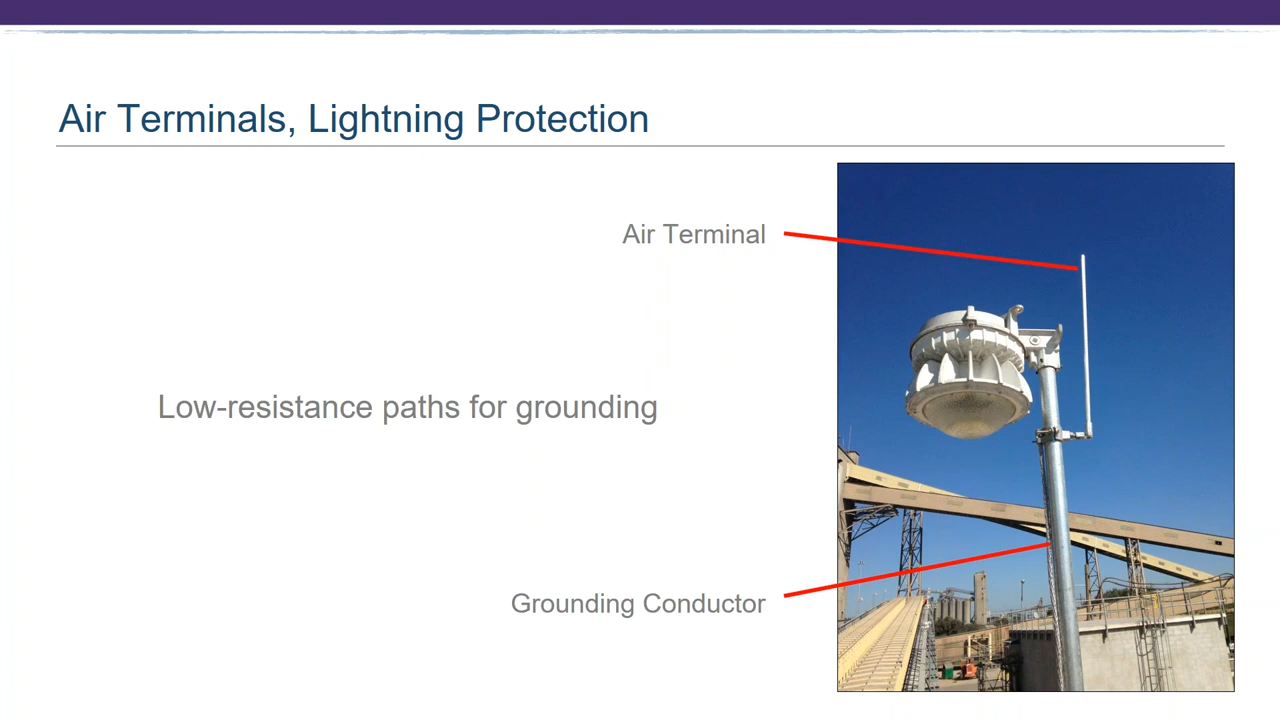 Air Terminals, Lightning Protection
Air Terminal
Low-resistance paths for grounding
Grounding Conductor